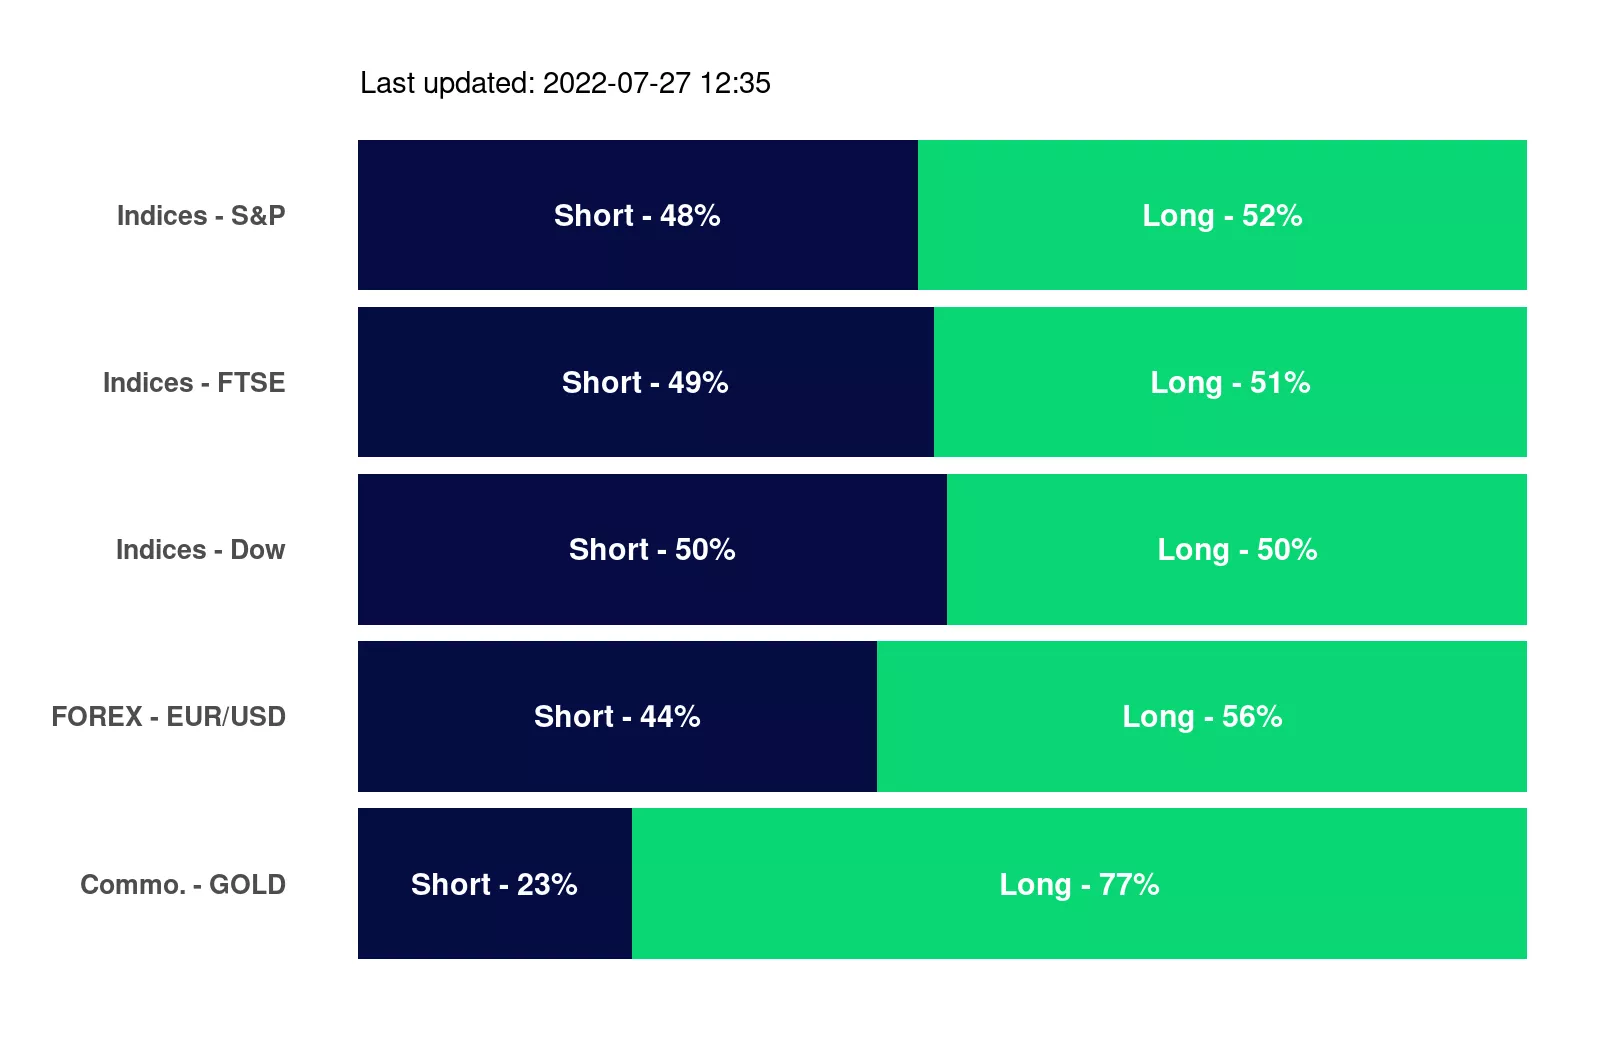 Last updated: 2022-07-27 12:35
Indices - S&P Short - 48% Long - 52%
Indices - FTSE Short - 49% Long - 51%
Indices - Dow Short - 50% Long - 50%
FOREX - EUR/USD Short - 44% Long - 56%
Commo. - GOLD Short - 23% Long - 77%